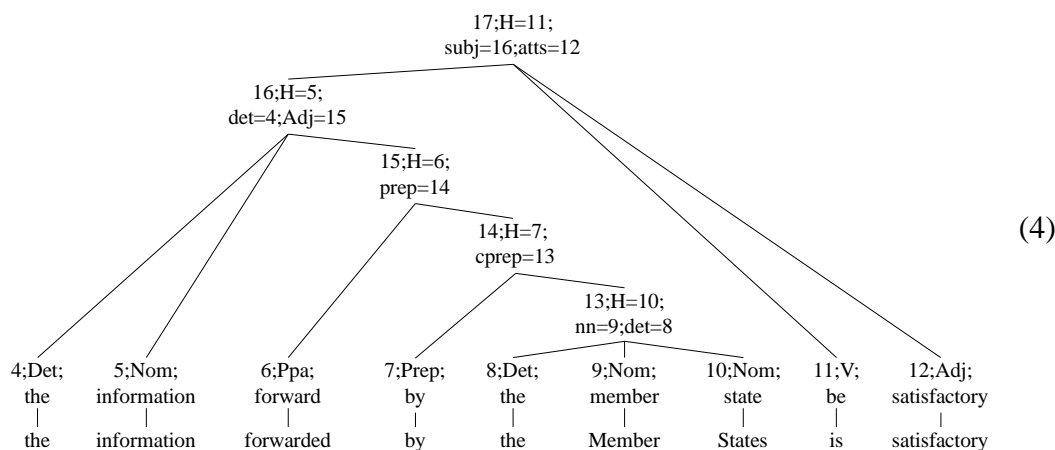 17;H=11;
subj=16;atts=12
16;H=5;
det=4;Adj=15
15;H=6;
prep=14
14;H=7;
cprep=13
(4)
13;H=10;
nn=9;det=8
4;Det; 5;Nom; 6;Ppa; 7;Prep; 8;Det; 9;Nom; 10;Nom; 11;V; 12;Adj;
the information forward by the member state be satisfactory
the information forwarded by the Member States is satisfactory